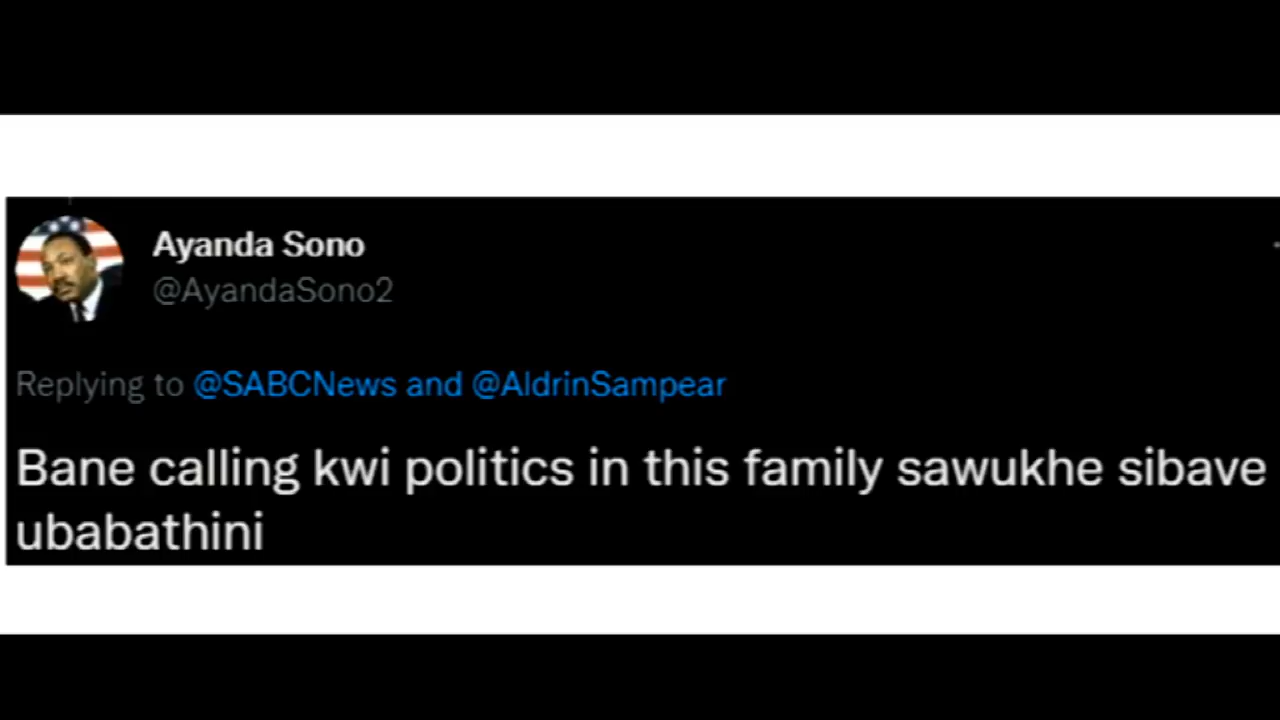 Ayanda Sono
@AyandaSono2
Replying to @SABCNews and @AldrinSampear
Bane calling kwi politics in this family sawukhe sibave
ubabathini